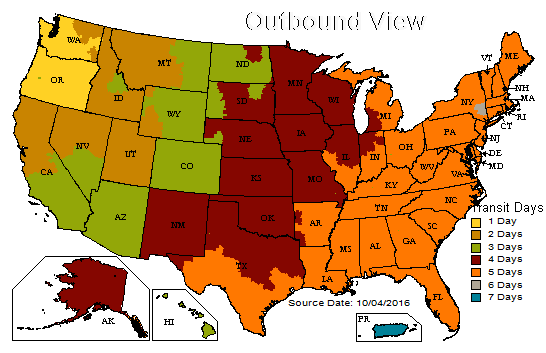 Outbound View
WA
OR
MT
ID
ND
MN
SD
WI
WY
NV
UT
CA
CO
AZ
NM
NE
IA
KS
MO
OK
TX
IL
IN
MI
OH
KY
TN
AR
MS
AL
GA
LA
FL
SC
NC
VA
WV
PA
NY
VT
ME
NH
MA
RI
CT
NJ
DE
MD
AK
HI
PR
Transit Days
1 Day
2 Days
3 Days
4 Days
5 Days
6 Days
7 Days
Source Date: 10/04/2016